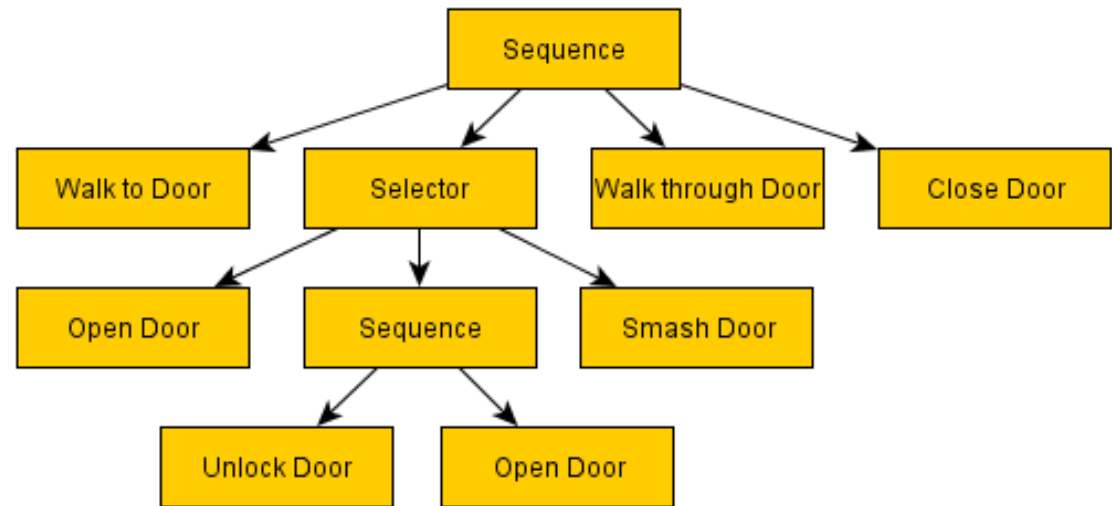 Sequence
Walk to Door
Selector
Walk through Door
Close Door
Open Door
Sequence
Smash Door
Unlock Door
Open Door